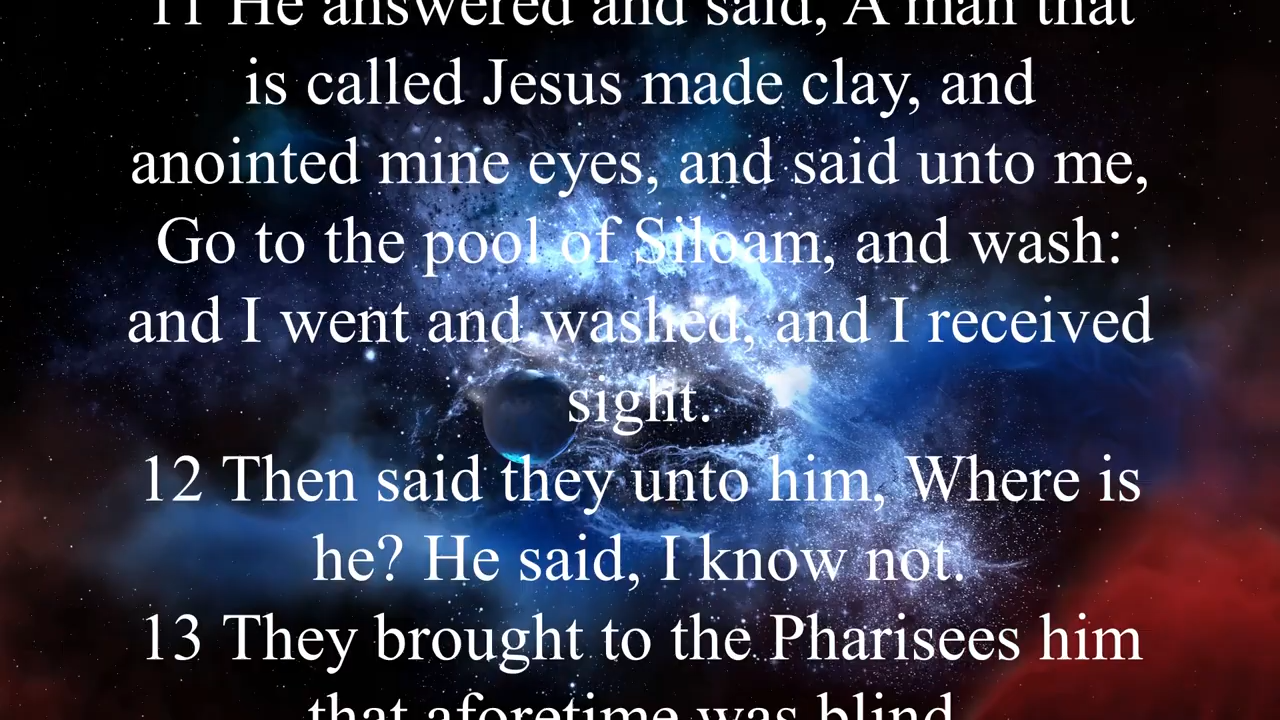 11 He answered and said, A man that
is called Jesus made clay, and
anointed mine eyes, and said unto me,
Go to the pool of Siloam, and wash:
and I went and washed, and I received
sight.
12 Then said they unto him, Where is
he? He said, I know not.
13 They brought to the Pharisees him
that aforetime was blind.